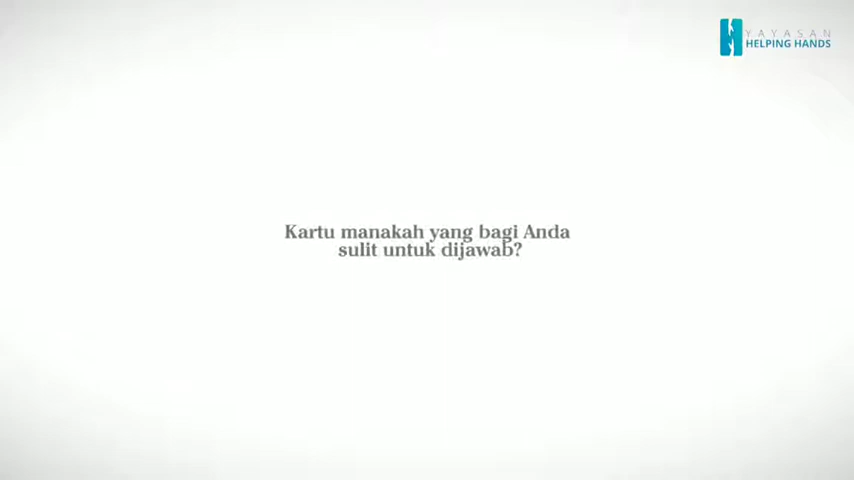 YAYASAN
HELPING HANDS
Kartu manakah yang bagi Anda
sulit untuk dijawab?